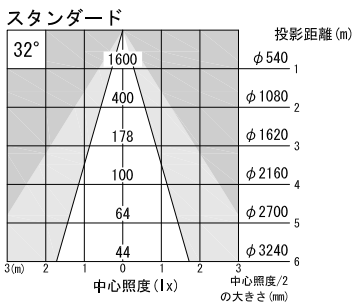 スタンダード
32°
投影距離(m)
1600 φ540 1
400 φ1080 2
178 φ1620 3
100 φ2160 4
64 φ2700 5
44 φ3240 6
3(m) 2 1 0 1 2 3
中心照度(lx)
中心照度/2
の大きさ(mm)